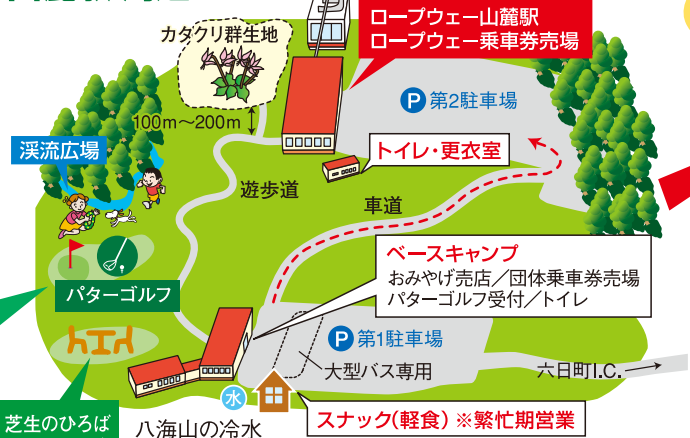 ロープウェー山麓駅
ロープウェー乗車券売場
カタクリ群生地
P 第2駐車場
100m～200m
渓流広場
トイレ・更衣室
遊歩道
車道
ベースキャンプ
おみやげ売店／団体乗車券売場
パターゴルフ受付／トイレ
パターゴルフ
P 第1駐車場
大型バス専用
六日町I.C.
水
芝生のひろば
八海山の冷水
スナック(軽食) ※繁忙期営業